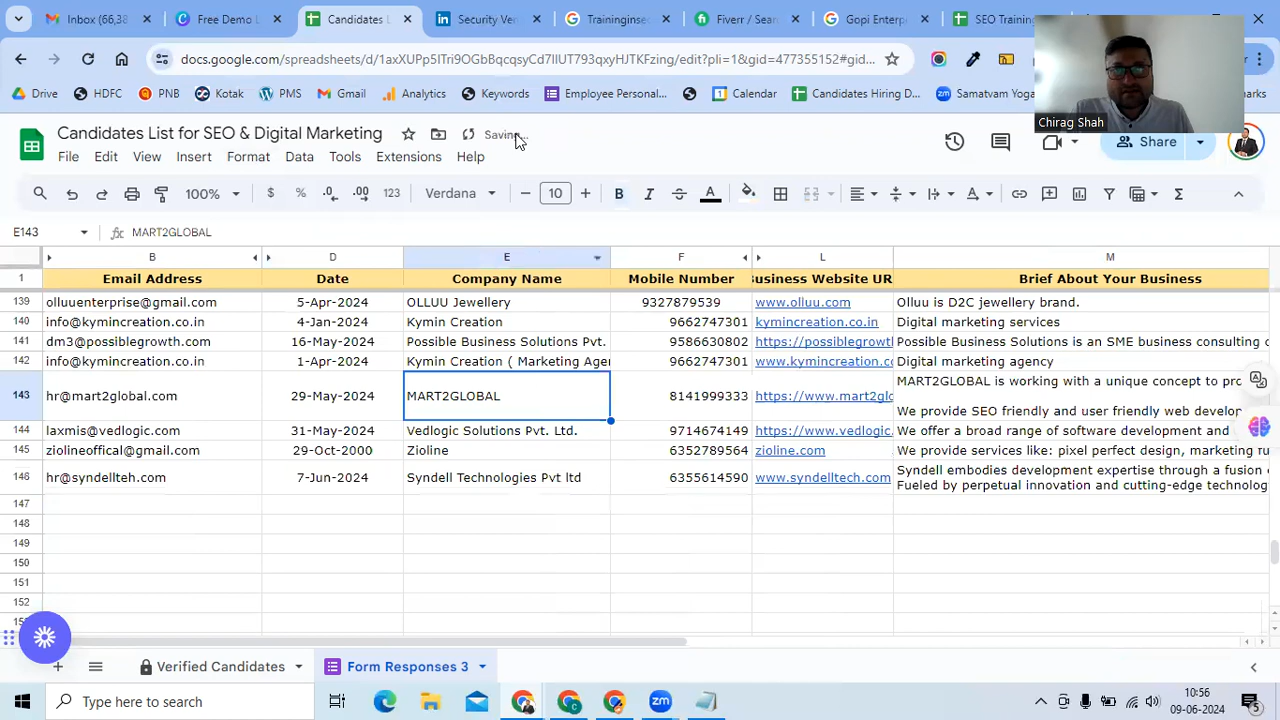 Inbox (66,38
Free Demo L
Candidates L
Security Ver
Traininginse
Fiverr / Sear
Gopi Enterpr
SEO Training
docs.google.com/spreadsheets/d/1axXUPp5ITri9OGbBqcqsyCd7IIUT793qxyHJTKFzing/edit?pli=1&gid=477355152#gid...
Drive
HDFC
PNB
Kotak
PMS
Gmail
Analytics
Keywords
Employee Personal...
Calendar
Candidates Hiring D...
Samatvam Yoga
marks
Chirag Shah
Candidates List for SEO & Digital Marketing
Saving...
File Edit View Insert Format Data Tools Extensions Help
Share
100% $ % .0 .00 123 Verdana 10 B I S A Σ
E143 fx MART2GLOBAL
B D E F L M
1 Email Address Date Company Name Mobile Number usiness Website UR Brief About Your Business
139 olluuenterprise@gmail.com 5-Apr-2024 OLLUU Jewellery 9327879539 www.olluu.com Olluu is D2C jewellery brand.
140 info@kymincreation.co.in 4-Jan-2024 Kymin Creation 9662747301 kymincreation.co.in Digital marketing services
141 dm3@possiblegrowth.com 16-May-2024 Possible Business Solutions Pvt. 9586630802 https://possiblegrowt Possible Business Solutions is an SME business consulting c
142 info@kymincreation.co.in 1-Apr-2024 Kymin Creation ( Marketing Ager 9662747301 www.kymincreation.co Digital marketing agency
143 hr@mart2global.com 29-May-2024 MART2GLOBAL 8141999333 https://www.mart2glo MART2GLOBAL is working with a unique concept to pro
We provide SEO friendly and user friendly web develop
144 laxmis@vedlogic.com 31-May-2024 Vedlogic Solutions Pvt. Ltd. 9714674149 https://www.vedlogic. We offer a broad range of software development and
145 ziolineoffical@gmail.com 29-Oct-2000 Zioline 6352789564 zioline.com We provide services like: pixel perfect design, marketing fu
146 hr@syndellteh.com 7-Jun-2024 Syndell Technologies Pvt ltd 6355614590 www.syndelltech.com Syndell embodies development expertise through a fusion
Fueled by perpetual innovation and cutting-edge technolog
147
148
149
150
151
152
Verified Candidates
Form Responses 3
Type here to search
10:56
09-06-2024
5